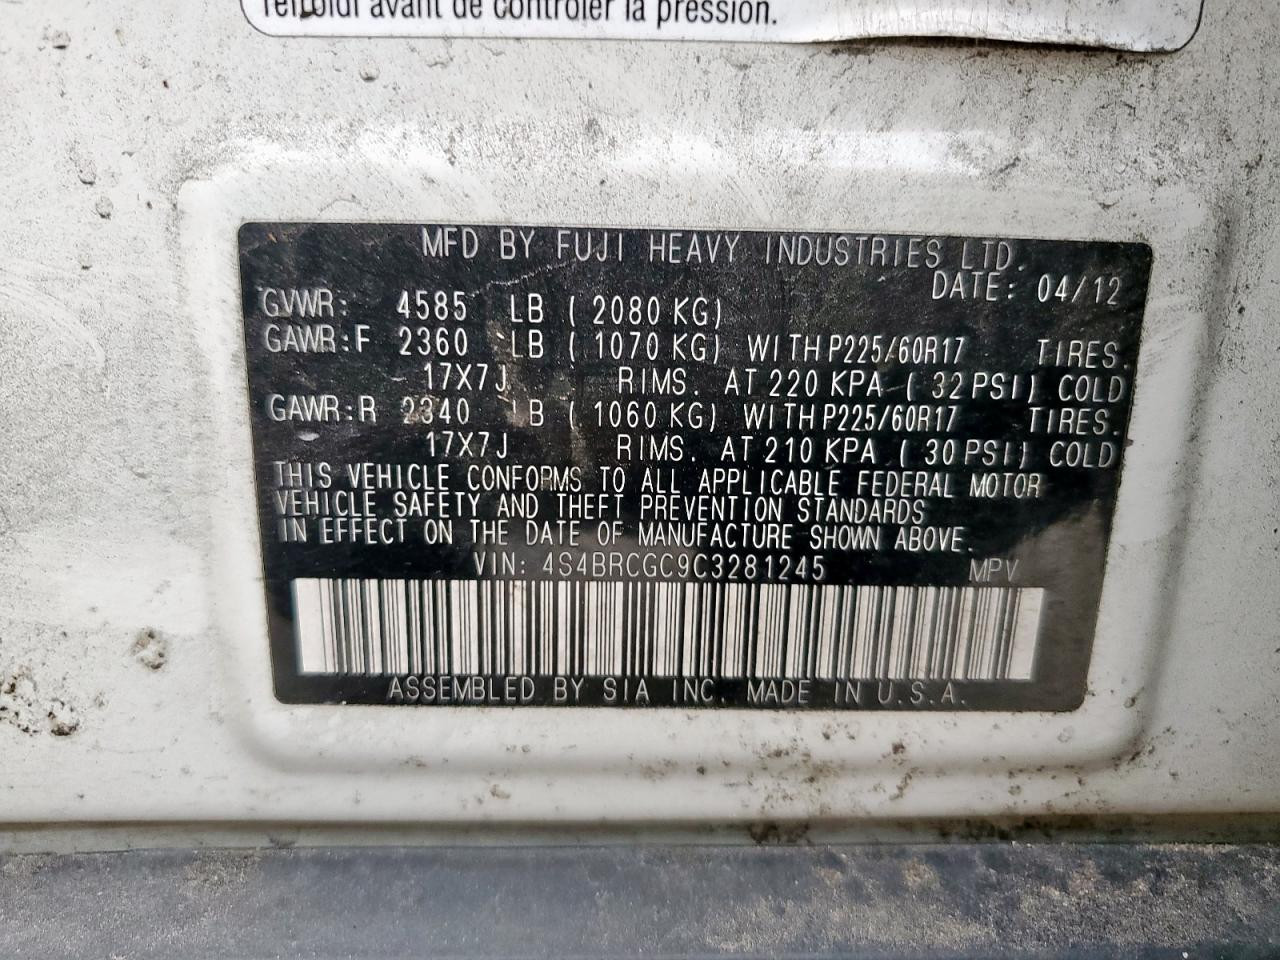 refroidi avant de contrôler la pression.
MFD BY FUJI HEAVY INDUSTRIES LTD.
DATE: 04/12
GVWR: 4585 LB ( 2080 KG)
GAWR:F 2360 LB ( 1070 KG) WITH P225/60R17 TIRES.
17X7J RIMS. AT 220 KPA ( 32 PSI) COLD
GAWR:R 2340 LB ( 1060 KG) WITH P225/60R17 TIRES.
17X7J RIMS. AT 210 KPA ( 30 PSI) COLD
THIS VEHICLE CONFORMS TO ALL APPLICABLE FEDERAL MOTOR
VEHICLE SAFETY AND THEFT PREVENTION STANDARDS
IN EFFECT ON THE DATE OF MANUFACTURE SHOWN ABOVE.
VIN: 4S4BRCGC9C3281245 MPV
ASSEMBLED BY SIA INC. MADE IN U.S.A.